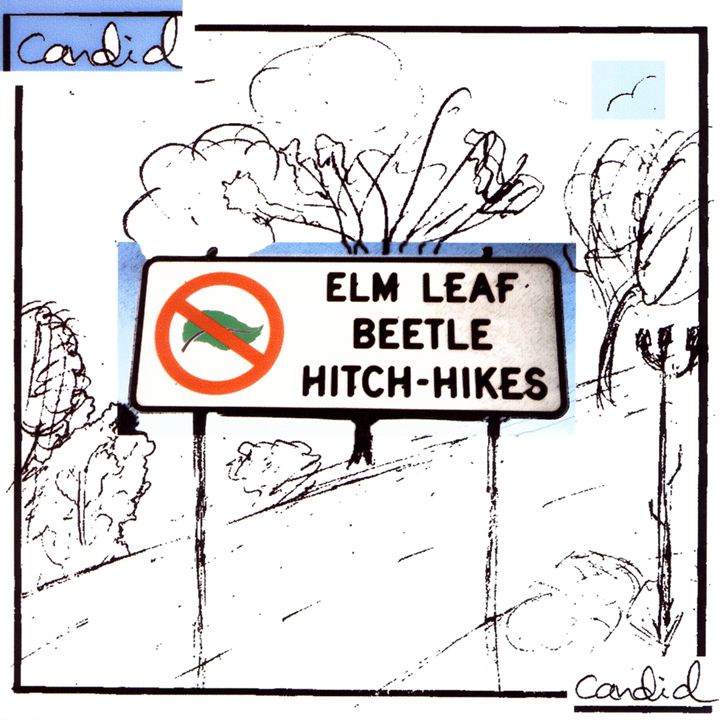 candid
ELM LEAF
BEETLE
HITCH-HIKES
candid